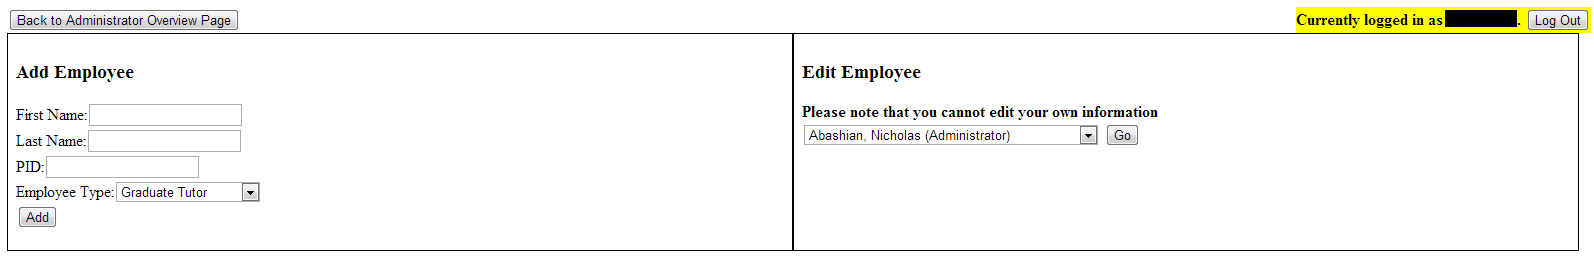 Back to Administrator Overview Page
Currently logged in as . Log Out
Add Employee
First Name:
Last Name:
PID:
Employee Type: Graduate Tutor
Add
Edit Employee
Please note that you cannot edit your own information
Abashian, Nicholas (Administrator) Go